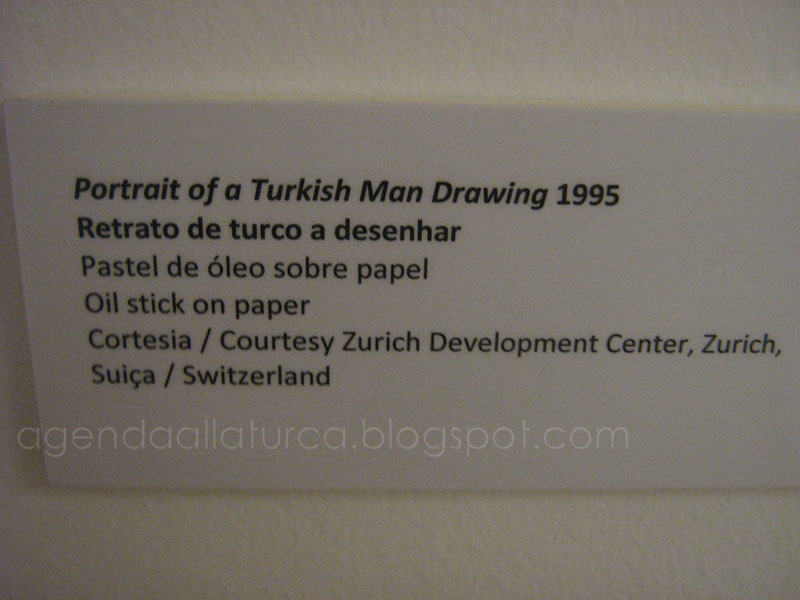 Portrait of a Turkish Man Drawing 1995
Retrato de turco a desenhar
Pastel de óleo sobre papel
Oil stick on paper
Cortesia / Courtesy Zurich Development Center, Zurich,
Suiça / Switzerland
agendaallaturca.blogspot.com